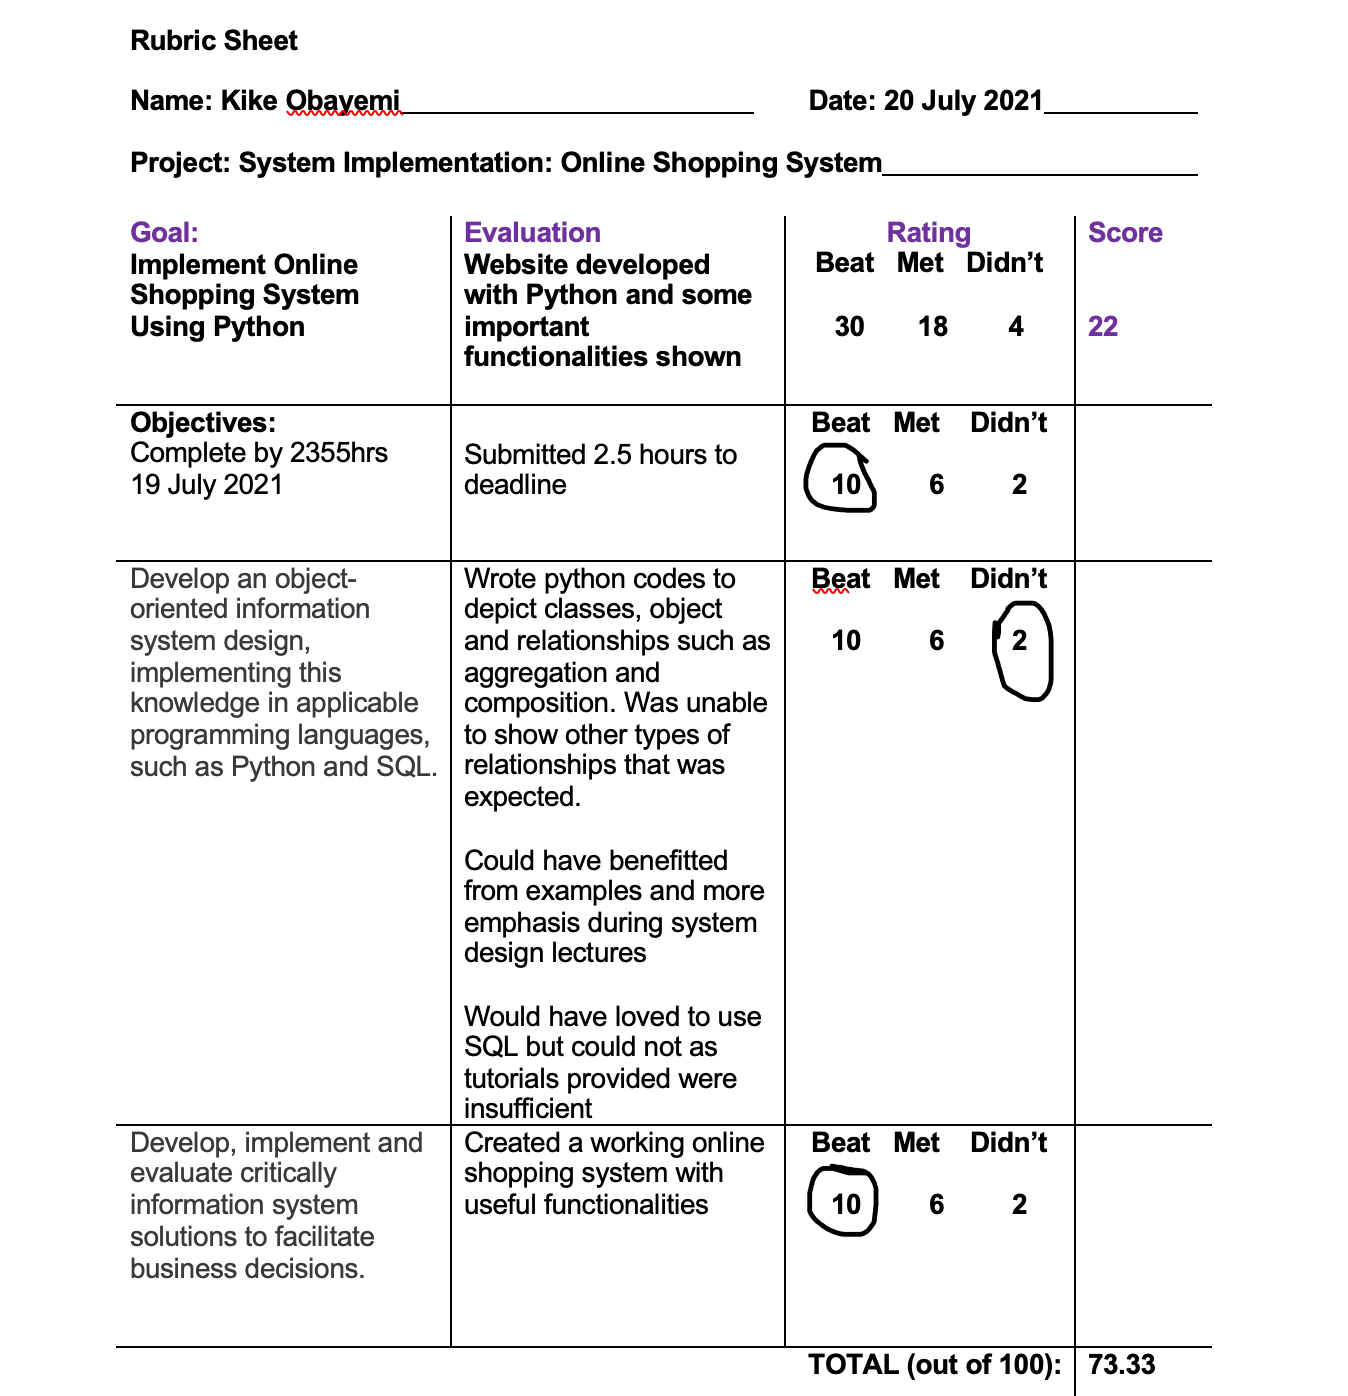 Rubric Sheet
Name: Kike Obayemi Date: 20 July 2021
Project: System Implementation: Online Shopping System
Goal:
Implement Online
Shopping System
Using Python
Evaluation
Website developed
with Python and some
important
functionalities shown
Rating
Beat Met Didn’t
30 18 4
Score
22
Objectives:
Complete by 2355hrs
19 July 2021
Submitted 2.5 hours to
deadline
Beat Met Didn’t
10 6 2
Develop an object-
oriented information
system design,
implementing this
knowledge in applicable
programming languages,
such as Python and SQL.
Wrote python codes to
depict classes, object
and relationships such as
aggregation and
composition. Was unable
to show other types of
relationships that was
expected.
Could have benefitted
from examples and more
emphasis during system
design lectures
Would have loved to use
SQL but could not as
tutorials provided were
insufficient
Beat Met Didn’t
10 6 2
Develop, implement and
evaluate critically
information system
solutions to facilitate
business decisions.
Created a working online
shopping system with
useful functionalities
Beat Met Didn’t
10 6 2
TOTAL (out of 100): 73.33